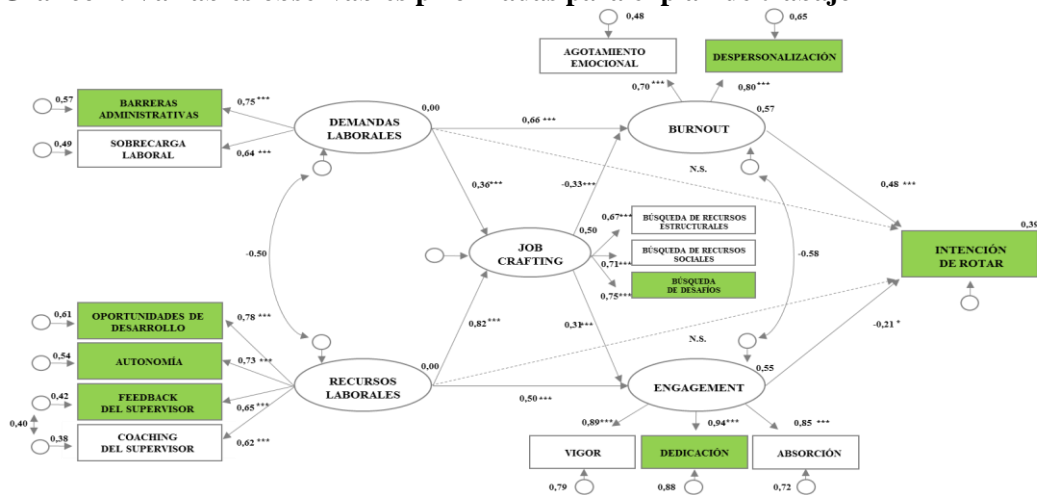 0,48
0,65
AGOTAMIENTO
EMOCIONAL
DESPERSONALIZACIÓN
0,70 ***
0,80 ***
0,57
BARRERAS
ADMINISTRATIVAS
0,75 ***
0,00
DEMANDAS
LABORALES
0,66 ***
0,57
BURNOUT
0,49
SOBRECARGA
LABORAL
0,64 ***
N.S.
0,36***
-0,33***
0,48 ***
0,67***
BÚSQUEDA DE RECURSOS
ESTRUCTURALES
0,50
JOB
CRAFTING
0,71***
BÚSQUEDA DE RECURSOS
SOCIALES
0,75***
BÚSQUEDA
DE DESAFÍOS
-0.50
-0.58
0,39
INTENCIÓN
DE ROTAR
0,61
OPORTUNIDADES DE
DESARROLLO
0,78 ***
0,82 ***
0,31***
-0,21 *
N.S.
0,54
AUTONOMÍA
0,73 ***
0,00
RECURSOS
LABORALES
0,50 ***
0,55
ENGAGEMENT
0,42
FEEDBACK
DEL SUPERVISOR
0,65 ***
0,40
0,38
COACHING
DEL SUPERVISOR
0,62 ***
0,89***
0,94***
0,85 ***
VIGOR
DEDICACIÓN
ABSORCIÓN
0,79
0,88
0,72